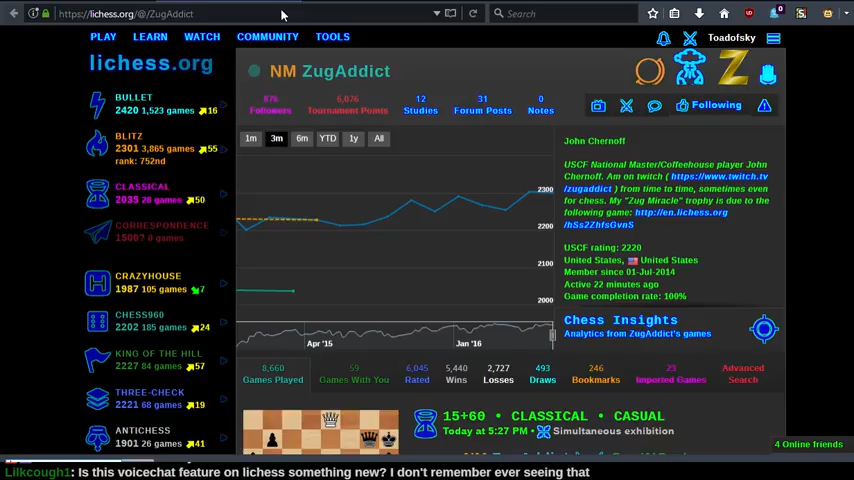 https://lichess.org/@/ZugAddict
Search
0
PLAY LEARN WATCH COMMUNITY TOOLS
Toadofsky
lichess.org
NM ZugAddict
876 Followers
6,076 Tournament Points
12 Studies
31 Forum Posts
0 Notes
Following
BULLET
2420 1,523 games 16
BLITZ
2301 3,865 games 55
rank: 752nd
CLASSICAL
2035 28 games 50
CORRESPONDENCE
1500? 0 games
CRAZYHOUSE
1987 105 games 7
CHESS960
2202 185 games 24
KING OF THE HILL
2227 84 games 57
THREE-CHECK
2221 68 games 19
ANTICHESS
1901 26 games 41
1m 3m 6m YTD 1y All
2300
2200
2100
2000
Apr '15
Jan '16
John Chernoff
USCF National Master/Coffeehouse player John
Chernoff. Am on twitch ( https://www.twitch.tv
/zugaddict ) from time to time, sometimes even
for chess. My "Zug Miracle" trophy is due to the
following game: http://en.lichess.org
/hSs2ZhfsGvnS
USCF rating: 2220
United States, United States
Member since 01-Jul-2014
Active 22 minutes ago
Game completion rate: 100%
Chess Insights
Analytics from ZugAddict's games
8,660 Games Played
59 Games With You
6,045 Rated
5,440 Wins
2,727 Losses
493 Draws
246 Bookmarks
23 Imported Games
Advanced Search
15+60 • CLASSICAL • CASUAL
Today at 5:27 PM • Simultaneous exhibition
4 Online friends
Lilkcough1: Is this voicechat feature on lichess something new? I don't remember ever seeing that